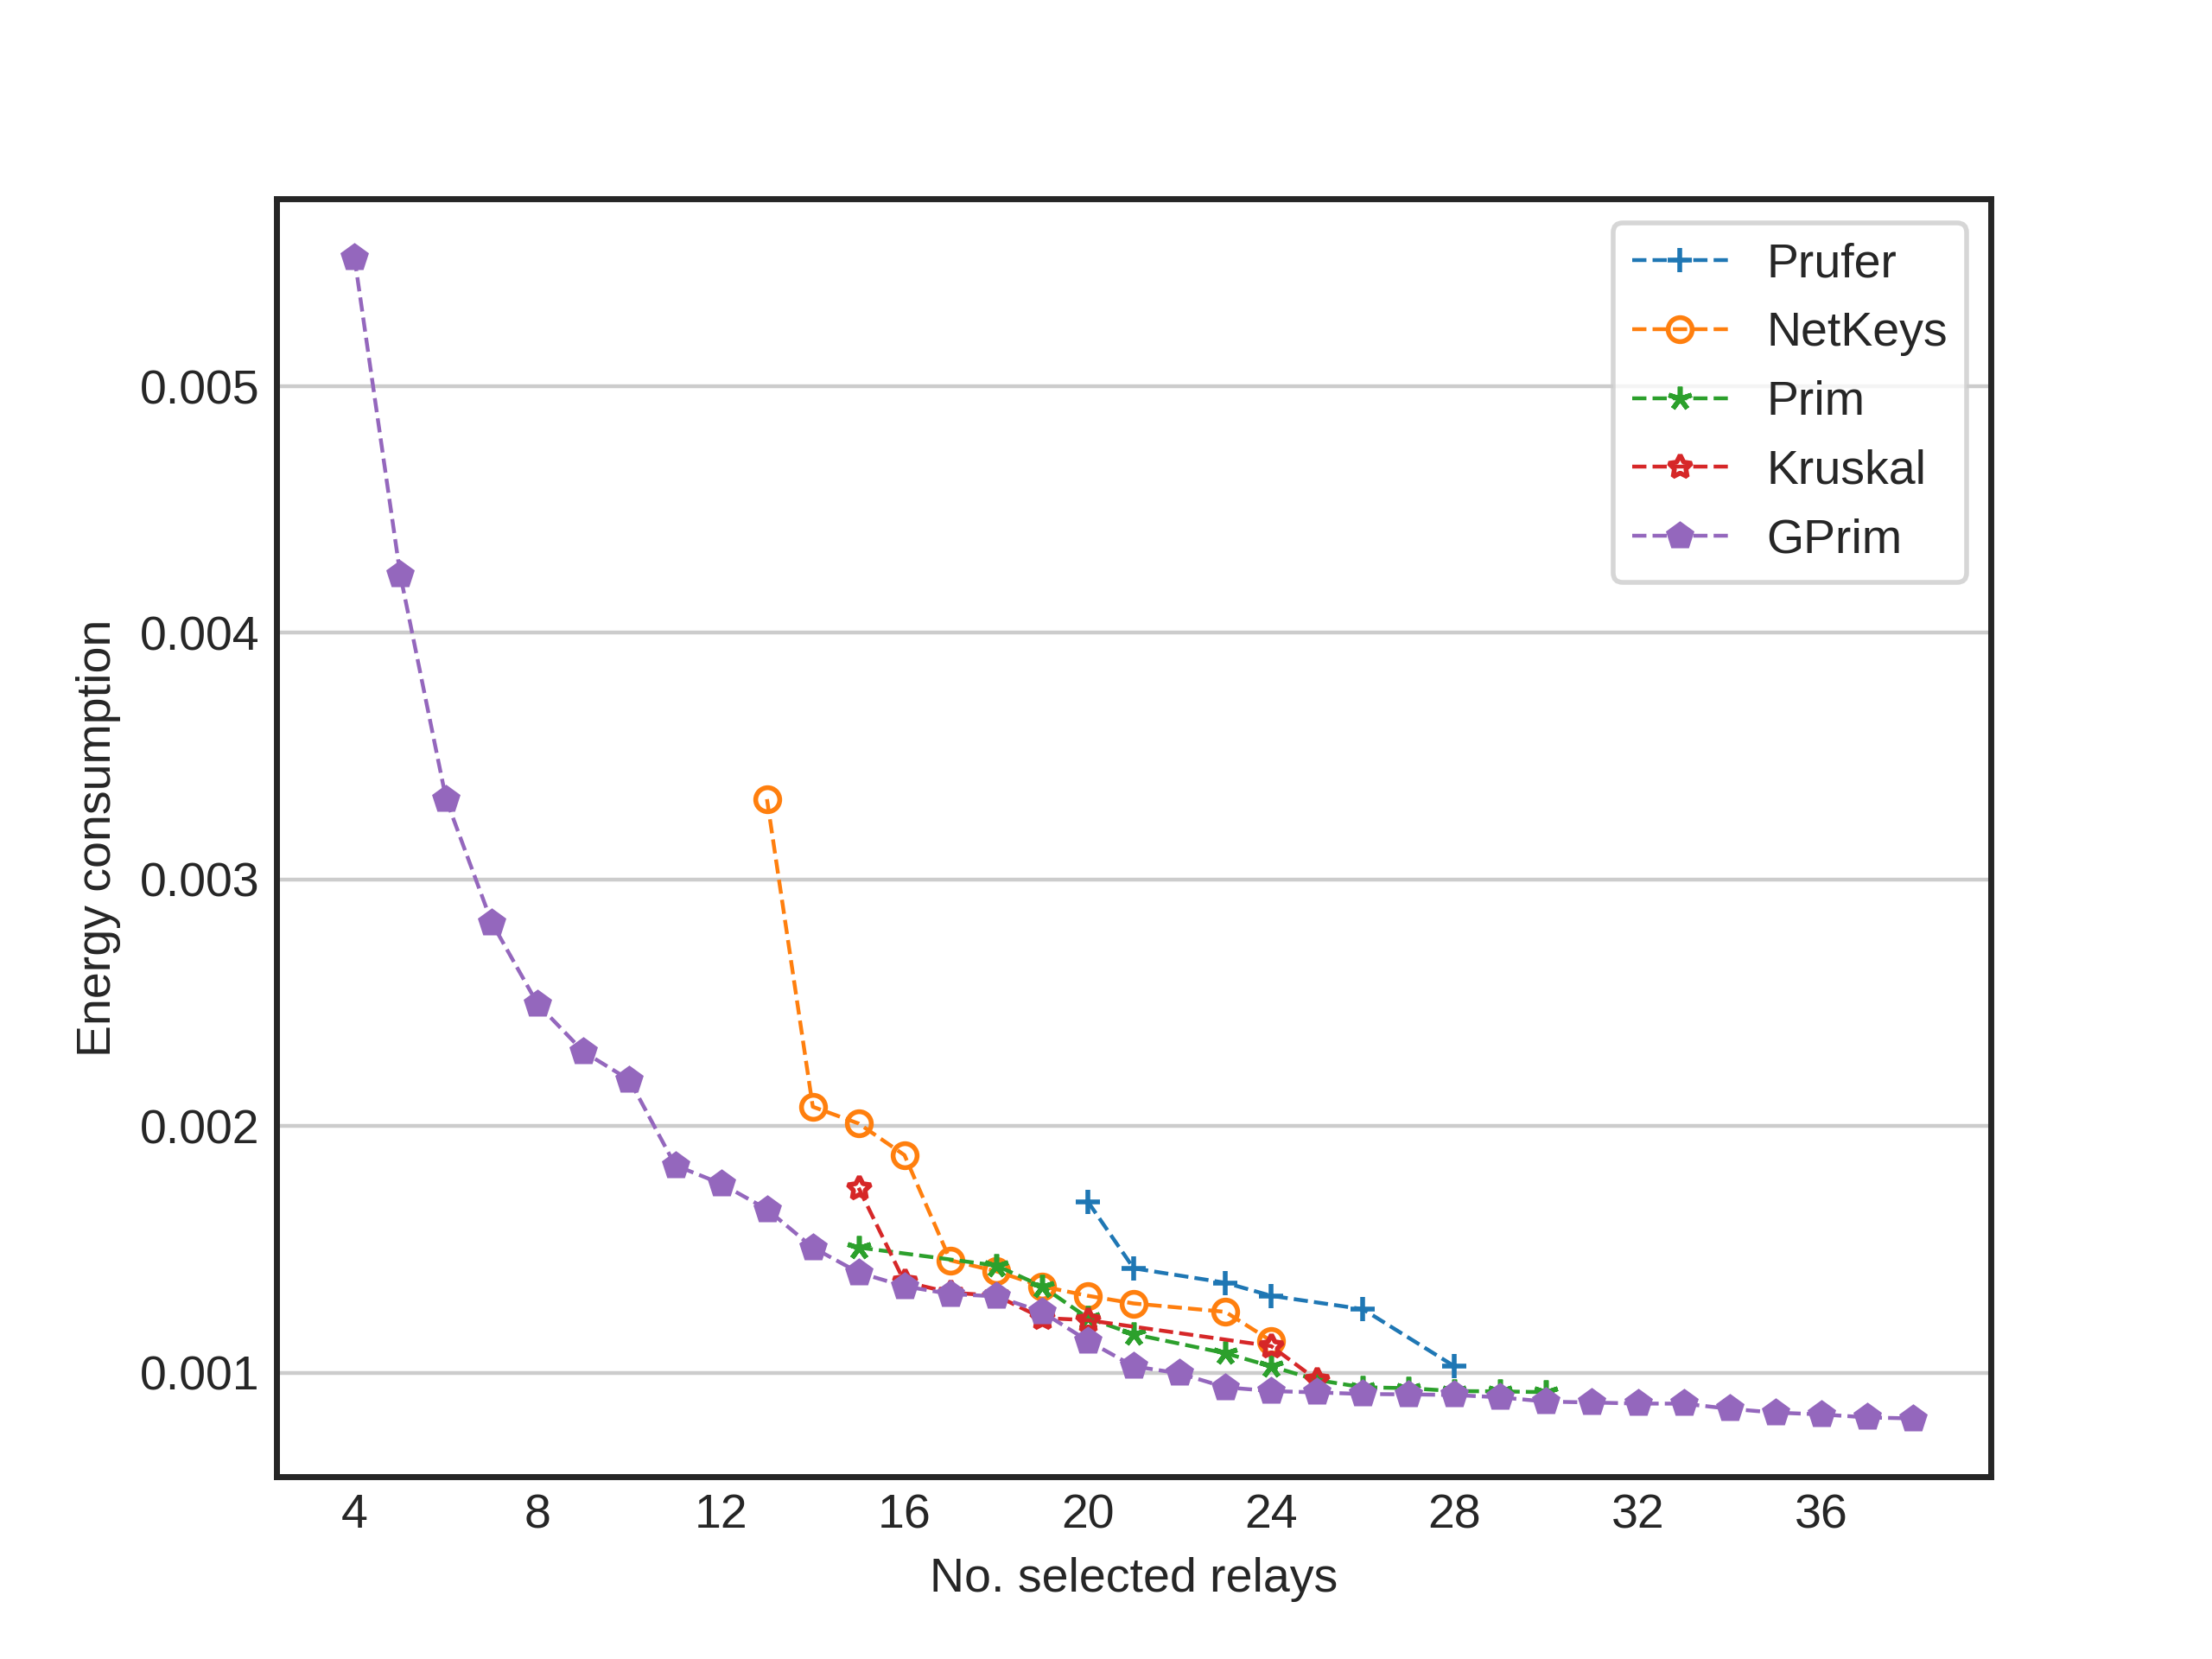 Prufer
NetKeys
Prim
Kruskal
GPrim
0.005
0.004
0.003
0.002
0.001
Energy consumption
4 8 12 16 20 24 28 32 36
No. selected relays